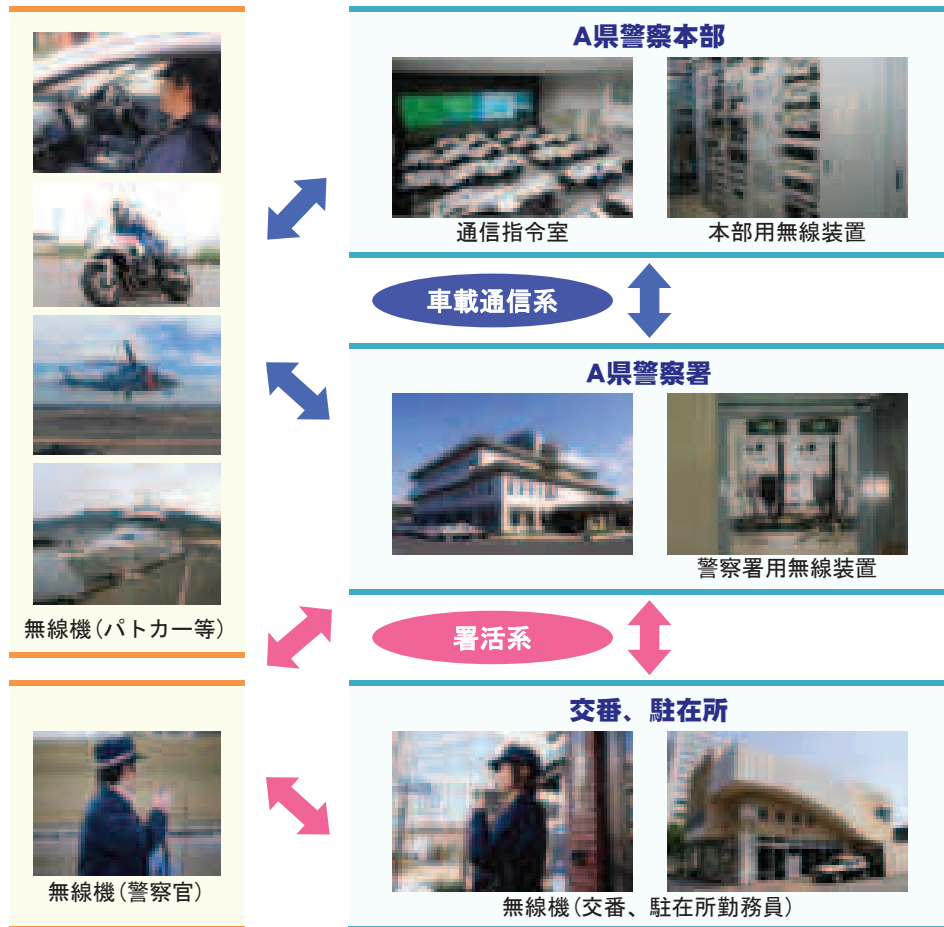 A県警察本部
通信指令室
本部用無線装置
車載通信系
A県警察署
警察署用無線装置
無線機(パトカー等)
署活系
交番、駐在所
無線機(警察官)
無線機(交番、駐在所勤務員)